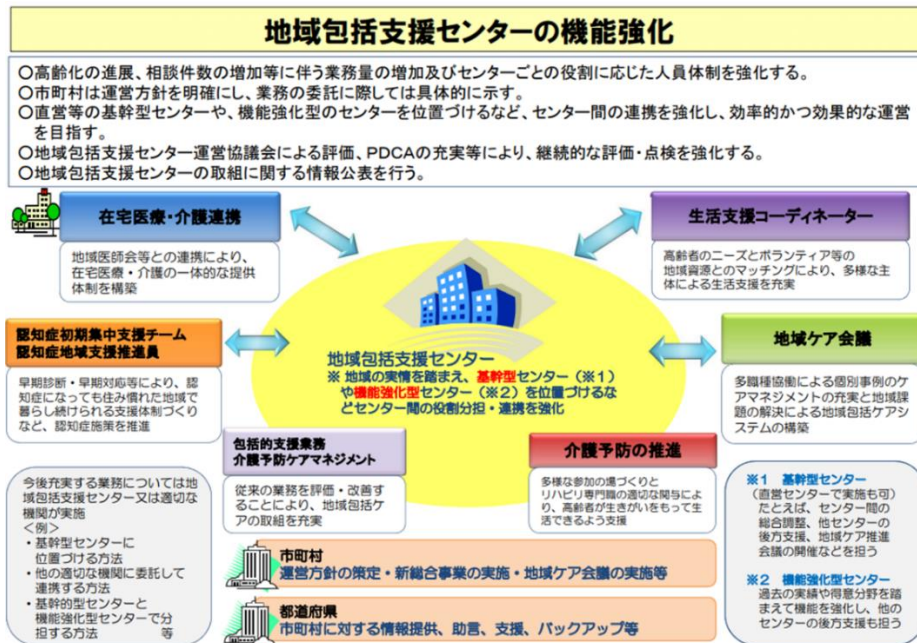 地域包括支援センターの機能強化
○高齢化の進展、相談件数の増加等に伴う業務量の増加及びセンターごとの役割に応じた人員体制を強化する。
○市町村は運営方針を明確にし、業務の委託に際しては具体的に示す。
○直営等の基幹型センターや、機能強化型のセンターを位置づけるなど、センター間の連携を強化し、効率的かつ効果的な運営
を目指す。
○地域包括支援センター運営協議会による評価、PDCAの充実等により、継続的な評価・点検を強化する。
○地域包括支援センターの取組に関する情報公表を行う。
在宅医療・介護連携
地域医師会等との連携により、
在宅医療・介護の一体的な提供
体制を構築
生活支援コーディネーター
高齢者のニーズとボランティア等の
地域資源とのマッチングにより、多様な主
体による生活支援を充実
認知症初期集中支援チーム
認知症地域支援推進員
早期診断・早期対応等により、認
知症になっても住み慣れた地域で
暮らし続けられる支援体制づくり
など、認知症施策を推進
地域包括支援センター
※ 地域の実情を踏まえ、基幹型センター（※１）
や機能強化型センター（※２）を位置づけるな
どセンター間の役割分担・連携を強化
地域ケア会議
多職種協働による個別事例のケ
アマネジメントの充実と地域課
題の解決による地域包括ケアシ
ステムの構築
包括的支援業務
介護予防ケアマネジメント
従来の業務を評価・改善す
ることにより、地域包括ケ
アの取組を充実
介護予防の推進
多様な参加の場づくりと
リハビリ専門職の適切な関与によ
り、高齢者が生きがいをもって生
活できるよう支援
今後充実する業務については地
域包括支援センター又は適切な
機関が実施
＜例＞
・基幹型センターに
位置づける方法
・他の適切な機関に委託して
連携する方法
・基幹的型センターと
機能強化型センターで分
担する方法 等
※１ 基幹型センター
（直営センターで実施も可）
たとえば、センター間の
総合調整、他センターの
後方支援、地域ケア推進
会議の開催などを担う
※２ 機能強化型センター
過去の実績や得意分野を踏
まえて機能を強化し、他の
センターの後方支援も担う
市町村
運営方針の策定・新総合事業の実施・地域ケア会議の実施等
都道府県
市町村に対する情報提供、助言、支援、バックアップ等